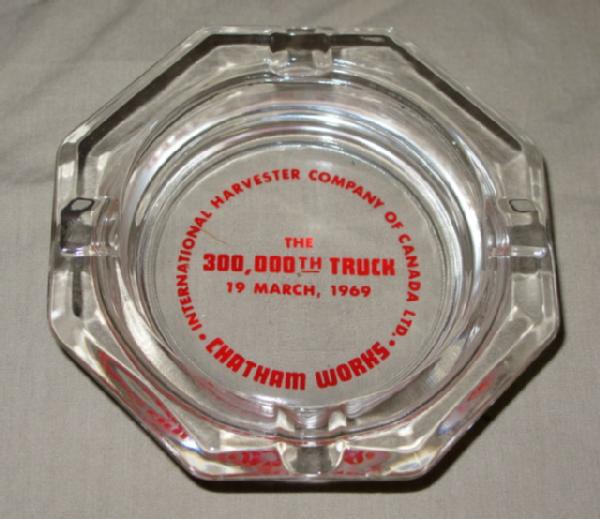 INTERNATIONAL HARVESTER COMPANY OF CANADA LTD.
THE
300,000TH TRUCK
19 MARCH, 1969
• CHATHAM WORKS •